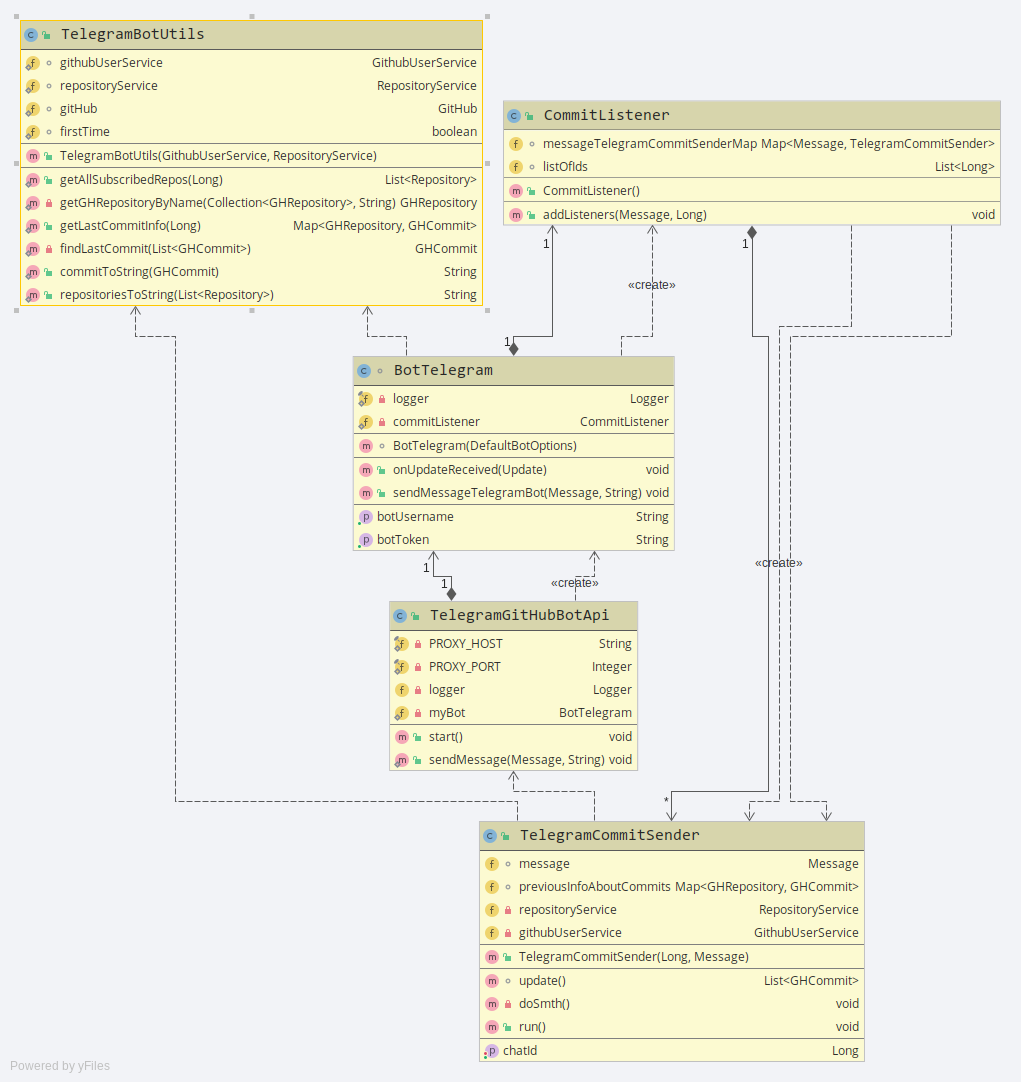 TelegramBotUtils
githubUserService GithubUserService
repositoryService RepositoryService
gitHub GitHub
firstTime boolean
TelegramBotUtils(GithubUserService, RepositoryService)
getAllSubscribedRepos(Long) List<Repository>
getGHRepositoryByName(Collection<GHRepository>, String) GHRepository
getLastCommitInfo(Long) Map<GHRepository, GHCommit>
findLastCommit(List<GHCommit>) GHCommit
commitToString(GHCommit) String
repositoriesToString(List<Repository>) String
CommitListener
messageTelegramCommitSenderMap Map<Message, TelegramCommitSender>
listOfIds List<Long>
CommitListener()
addListeners(Message, Long) void
1
1
«create»
1
BotTelegram
logger Logger
commitListener CommitListener
BotTelegram(DefaultBotOptions)
onUpdateReceived(Update) void
sendMessageTelegramBot(Message, String) void
botUsername String
botToken String
«create»
1
1
«create»
TelegramGitHubBotApi
PROXY_HOST String
PROXY_PORT Integer
logger Logger
myBot BotTelegram
start() void
sendMessage(Message, String) void
*
TelegramCommitSender
message Message
previousInfoAboutCommits Map<GHRepository, GHCommit>
repositoryService RepositoryService
githubUserService GithubUserService
TelegramCommitSender(Long, Message)
update() List<GHCommit>
doSmth() void
run() void
chatId Long
Powered by yFiles